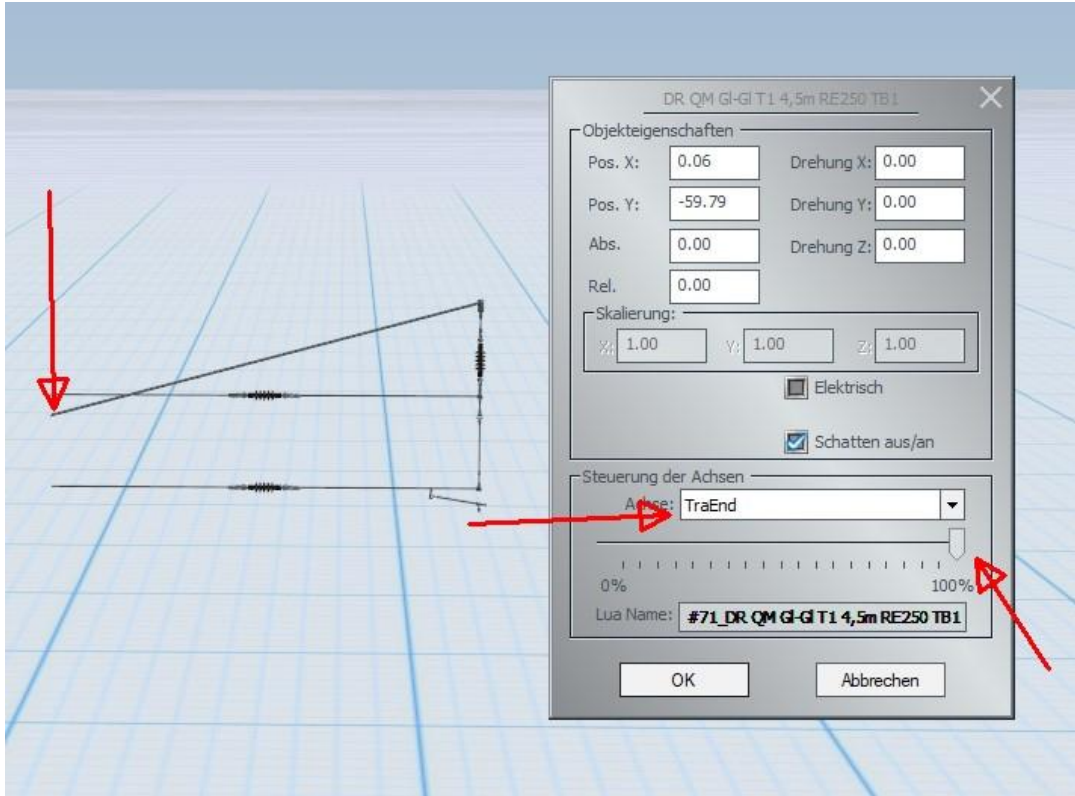 DR QM Gl-Gl T1 4,5m RE250 TB1
Objekteigenschaften
Pos. X: 0.06 Drehung X: 0.00
Pos. Y: -59.79 Drehung Y: 0.00
Abs. 0.00 Drehung Z: 0.00
Rel. 0.00
Skalierung:
X: 1.00 Y: 1.00 Z: 1.00
Elektrisch
Schatten aus/an
Steuerung der Achsen
Achse: TraEnd
0% 100%
Lua Name: #71_DR QM Gl-Gl T1 4,5m RE250 TB1
OK Abbrechen